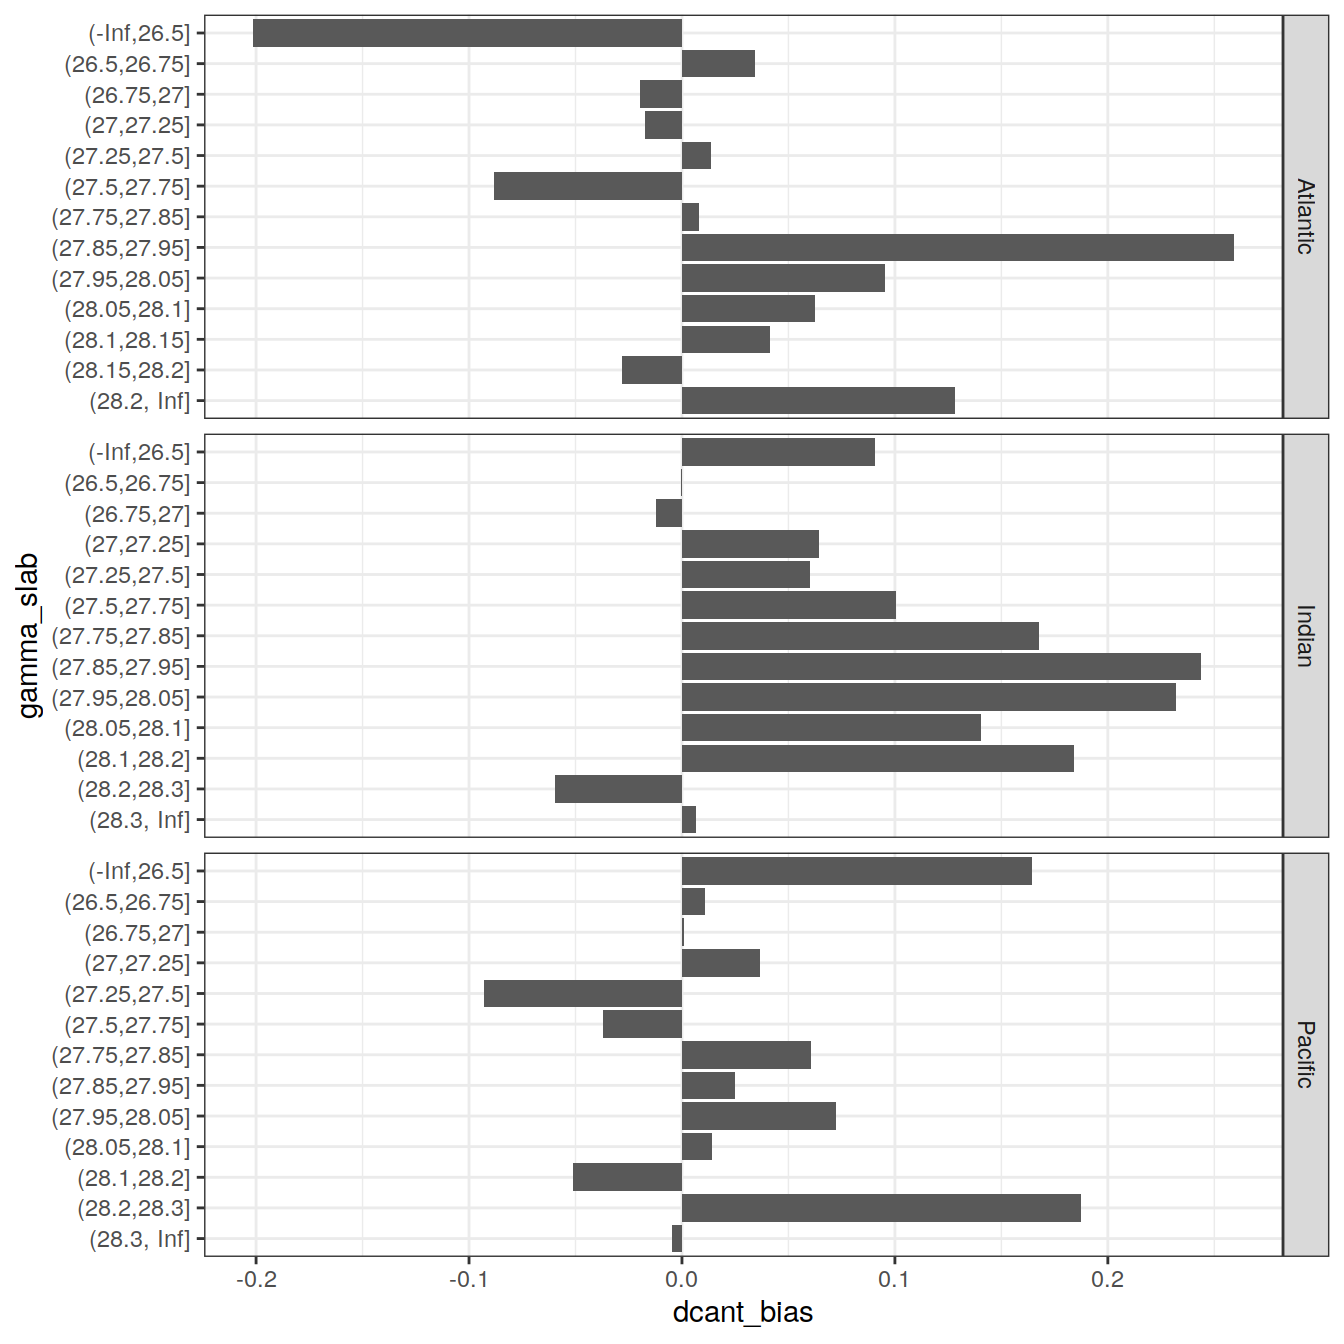 (-Inf,26.5]
(26.5,26.75]
(26.75,27]
(27,27.25]
(27.25,27.5]
(27.5,27.75]
(27.75,27.85]
(27.85,27.95]
(27.95,28.05]
(28.05,28.1]
(28.1,28.15]
(28.15,28.2]
(28.2, Inf]
Atlantic
(-Inf,26.5]
(26.5,26.75]
(26.75,27]
(27,27.25]
(27.25,27.5]
(27.5,27.75]
(27.75,27.85]
(27.85,27.95]
(27.95,28.05]
(28.05,28.1]
(28.1,28.2]
(28.2,28.3]
(28.3, Inf]
Indian
gamma_slab
(-Inf,26.5]
(26.5,26.75]
(26.75,27]
(27,27.25]
(27.25,27.5]
(27.5,27.75]
(27.75,27.85]
(27.85,27.95]
(27.95,28.05]
(28.05,28.1]
(28.1,28.2]
(28.2,28.3]
(28.3, Inf]
Pacific
-0.2 -0.1 0.0 0.1 0.2
dcant_bias